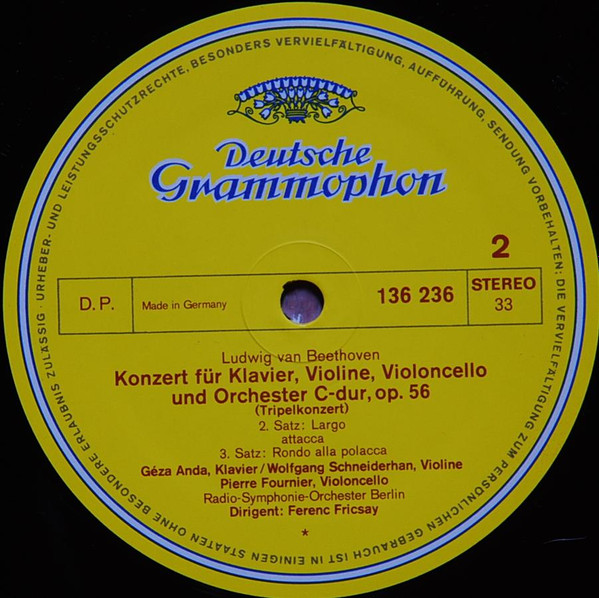 URHEBER- UND LEISTUNGSSCHUTZRECHTE, BESONDERS VERVIELFÄLTIGUNG, AUFFÜHRUNG, SENDUNG VORBEHALTEN: DIE VERVIELFÄLTIGUNG ZUM PERSÖNLICHEN GEBRAUCH IST IN EINIGEN STAATEN OHNE BESONDERE ERLAUBNIS ZULÄSSIG ·
Deutsche
Grammophon
2
D. P. Made in Germany 136 236 STEREO
33
Ludwig van Beethoven
Konzert für Klavier, Violine, Violoncello
und Orchester C-dur, op. 56
(Tripelkonzert)
2. Satz: Largo
attacca
3. Satz: Rondo alla polacca
Géza Anda, Klavier/Wolfgang Schneiderhan, Violine
Pierre Fournier, Violoncello
Radio-Symphonie-Orchester Berlin
Dirigent: Ferenc Fricsay
*